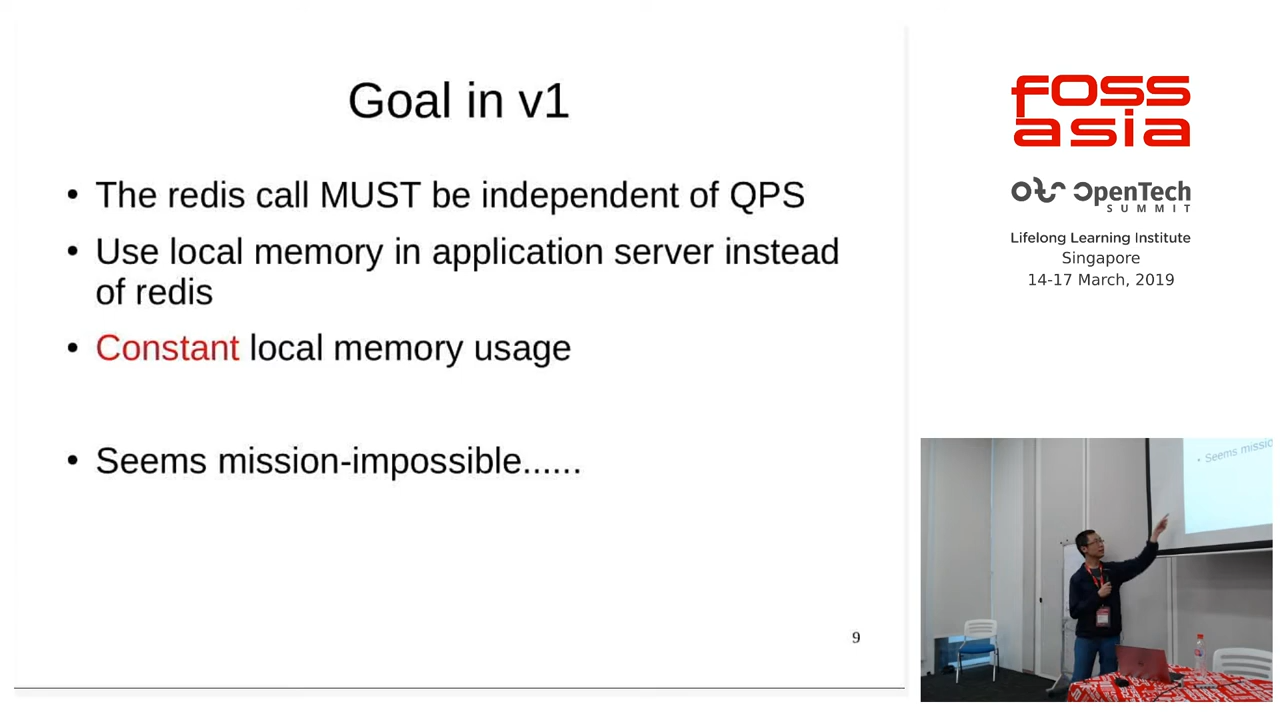 Goal in v1
• The redis call MUST be independent of QPS
• Use local memory in application server instead
of redis
• Constant local memory usage
• Seems mission-impossible......
9
foss
asia
otS OpenTech
SUMMIT
Lifelong Learning Institute
Singapore
14-17 March, 2019
• Seems missio